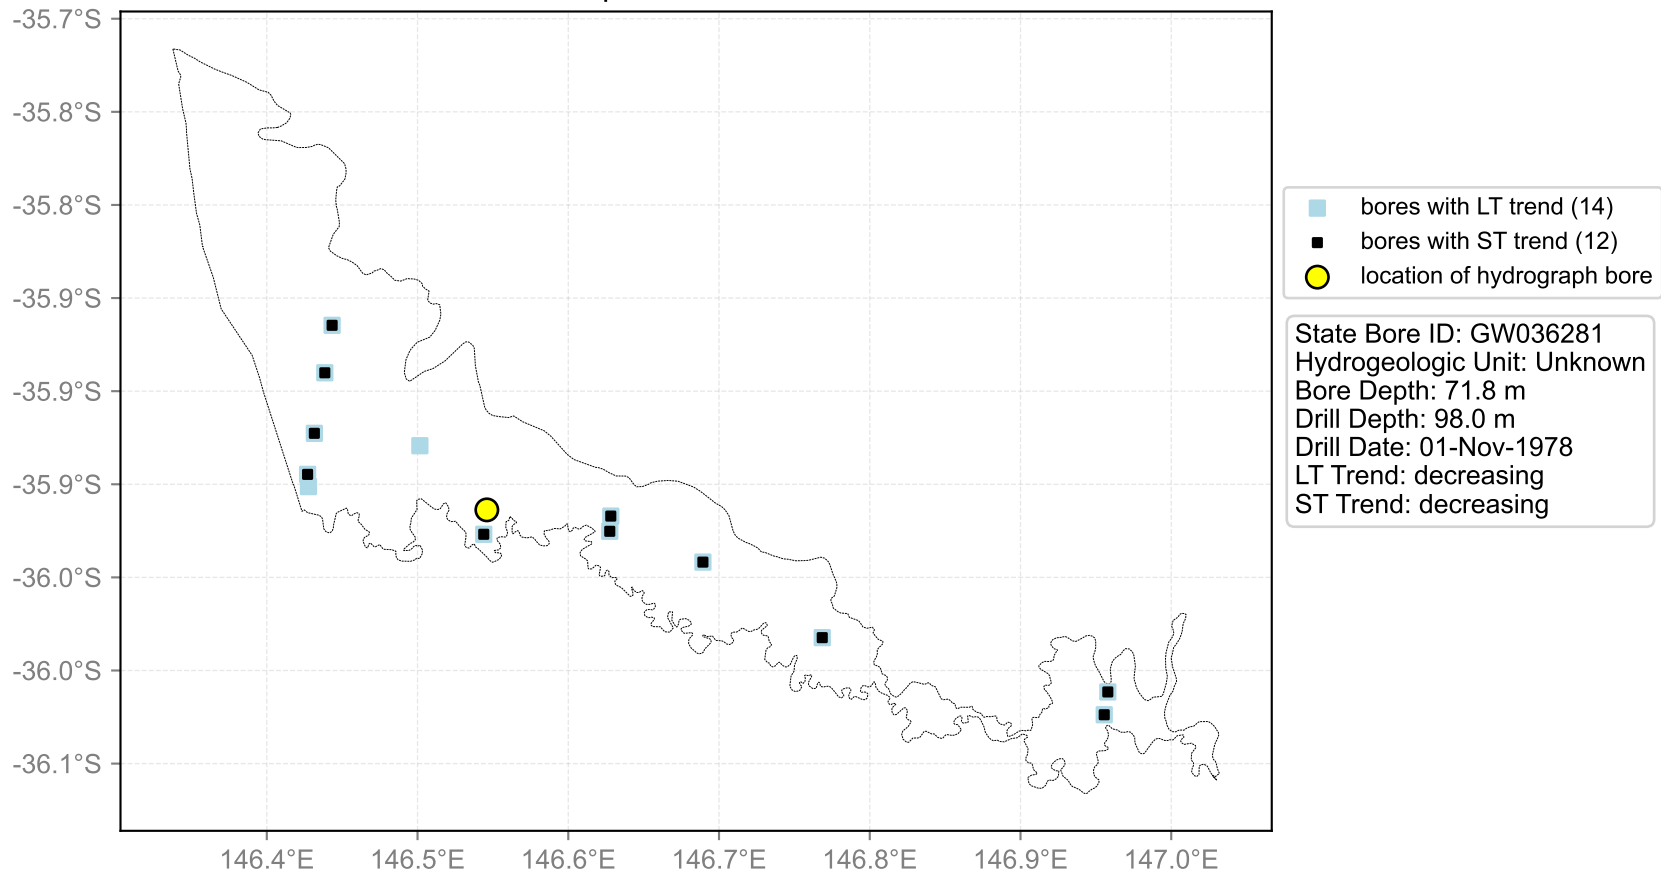 -35.7°S
-35.8°S
-35.8°S
-35.9°S
-35.9°S
-35.9°S
-36.0°S
-36.0°S
-36.1°S
146.4°E 146.5°E 146.6°E 146.7°E 146.8°E 146.9°E 147.0°E
bores with LT trend (14)
bores with ST trend (12)
location of hydrograph bore
State Bore ID: GW036281
Hydrogeologic Unit: Unknown
Bore Depth: 71.8 m
Drill Depth: 98.0 m
Drill Date: 01-Nov-1978
LT Trend: decreasing
ST Trend: decreasing